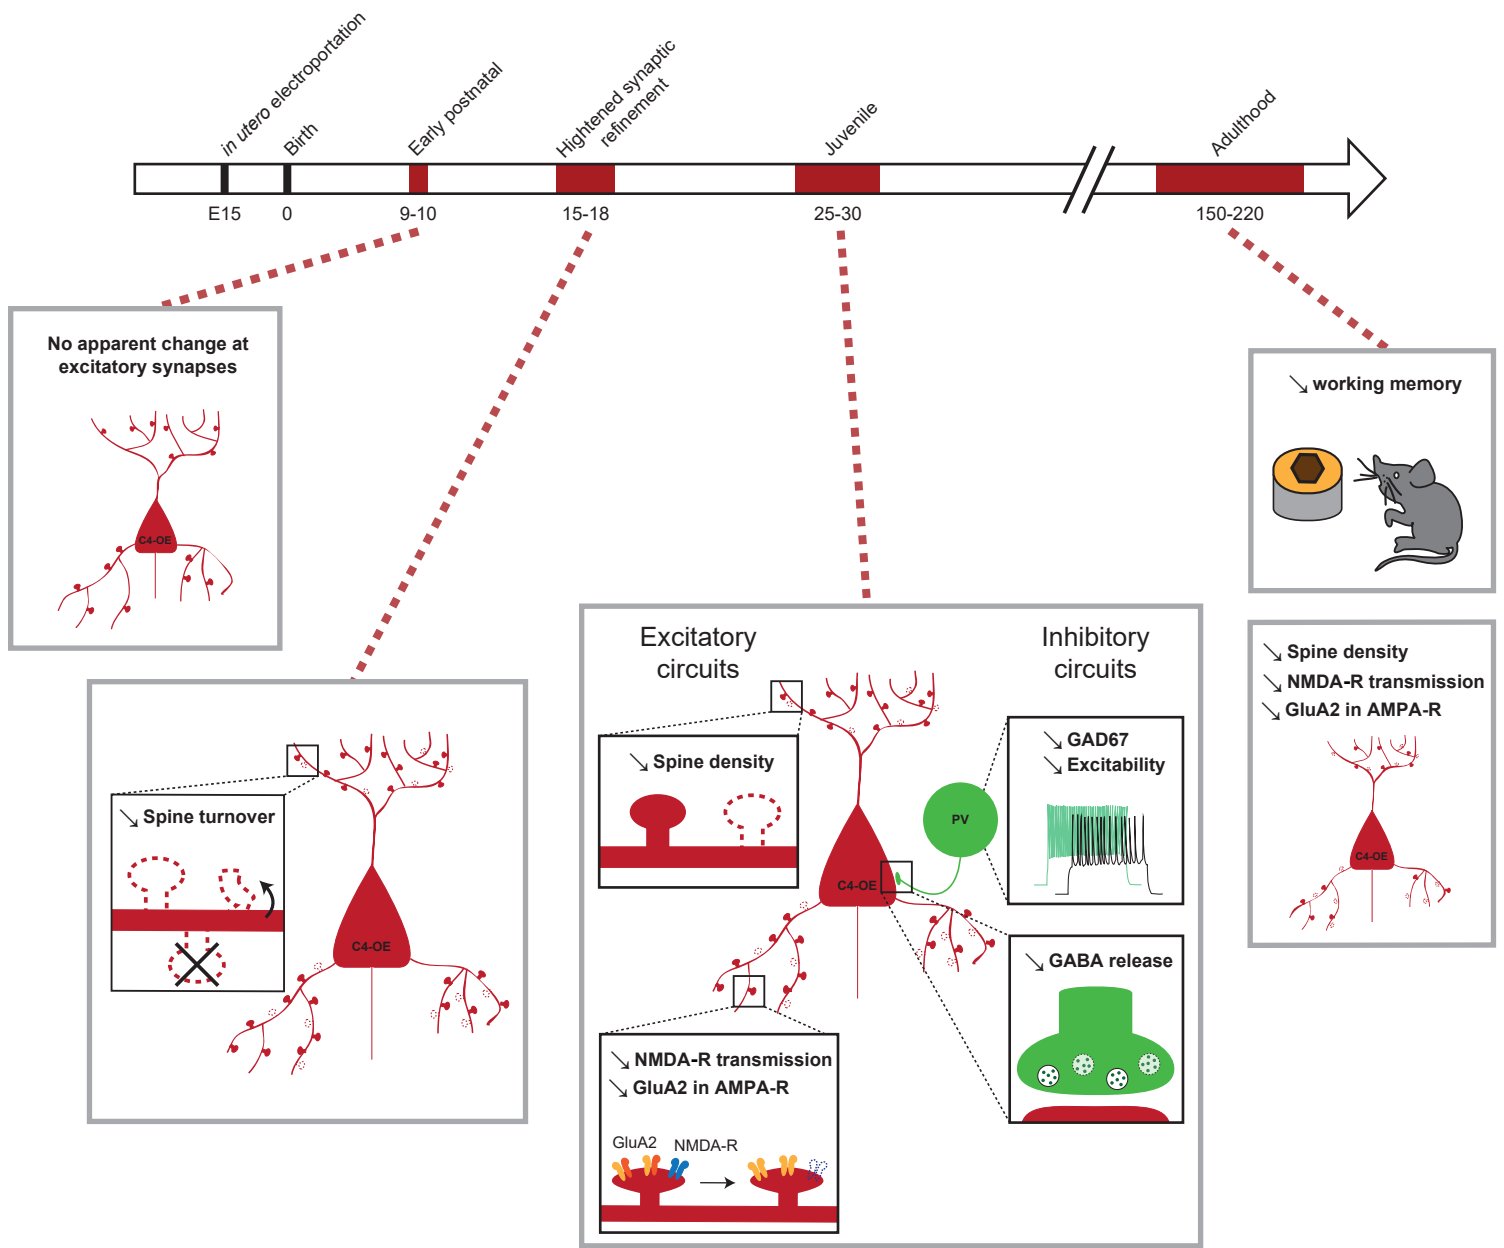 in utero electroportation
Birth
Early postnatal
Hightened synaptic
refinement
Juvenile
Adulthood
E15
0
9-10
15-18
25-30
150-220
No apparent change at
excitatory synapses
C4-OE
↘ Spine turnover
C4-OE
Excitatory
circuits
Inhibitory
circuits
↘ Spine density
C4-OE
PV
↘ GAD67
↘ Excitability
↘ GABA release
↘ NMDA-R transmission
↘ GluA2 in AMPA-R
GluA2
NMDA-R
↘ working memory
↘ Spine density
↘ NMDA-R transmission
↘ GluA2 in AMPA-R
C4-OE